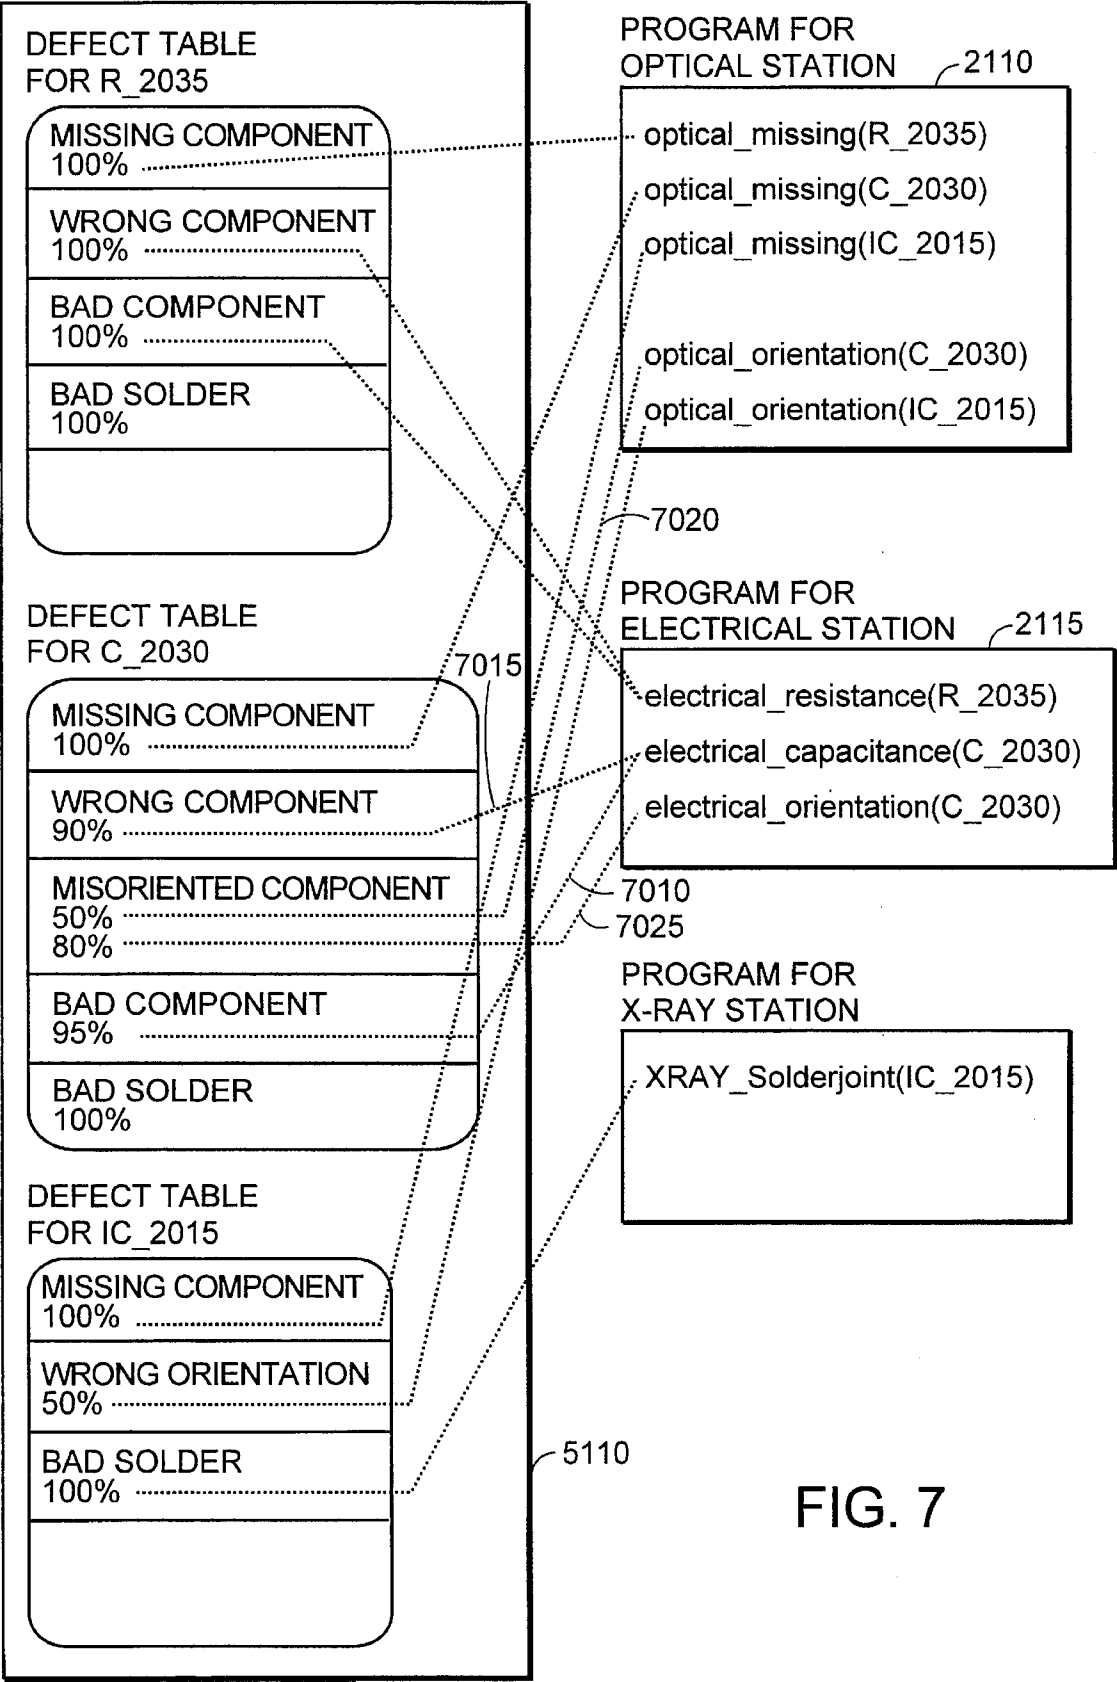 DEFECT TABLE
FOR R_2035
MISSING COMPONENT
100%
WRONG COMPONENT
100%
BAD COMPONENT
100%
BAD SOLDER
100%
DEFECT TABLE
FOR C_2030
7015
MISSING COMPONENT
100%
WRONG COMPONENT
90%
MISORIENTED COMPONENT
50%
80%
BAD COMPONENT
95%
BAD SOLDER
100%
DEFECT TABLE
FOR IC_2015
MISSING COMPONENT
100%
WRONG ORIENTATION
50%
BAD SOLDER
100%
5110
PROGRAM FOR
OPTICAL STATION
2110
optical_missing(R_2035)
optical_missing(C_2030)
optical_missing(IC_2015)
optical_orientation(C_2030)
optical_orientation(IC_2015)
7020
PROGRAM FOR
ELECTRICAL STATION
2115
electrical_resistance(R_2035)
electrical_capacitance(C_2030)
electrical_orientation(C_2030)
7010
7025
PROGRAM FOR
X-RAY STATION
XRAY_Solderjoint(IC_2015)
FIG. 7